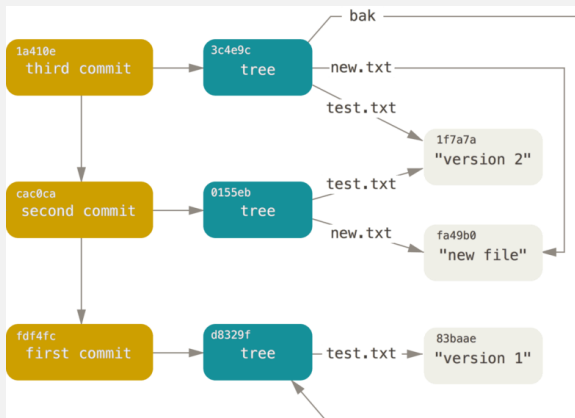 bak
1a410e
third commit
3c4e9c
tree
new.txt
test.txt
1f7a7a
"version 2"
cac0ca
second commit
0155eb
tree
test.txt
new.txt
fa49b0
"new file"
fdf4fc
first commit
d8329f
tree
test.txt
83baae
"version 1"